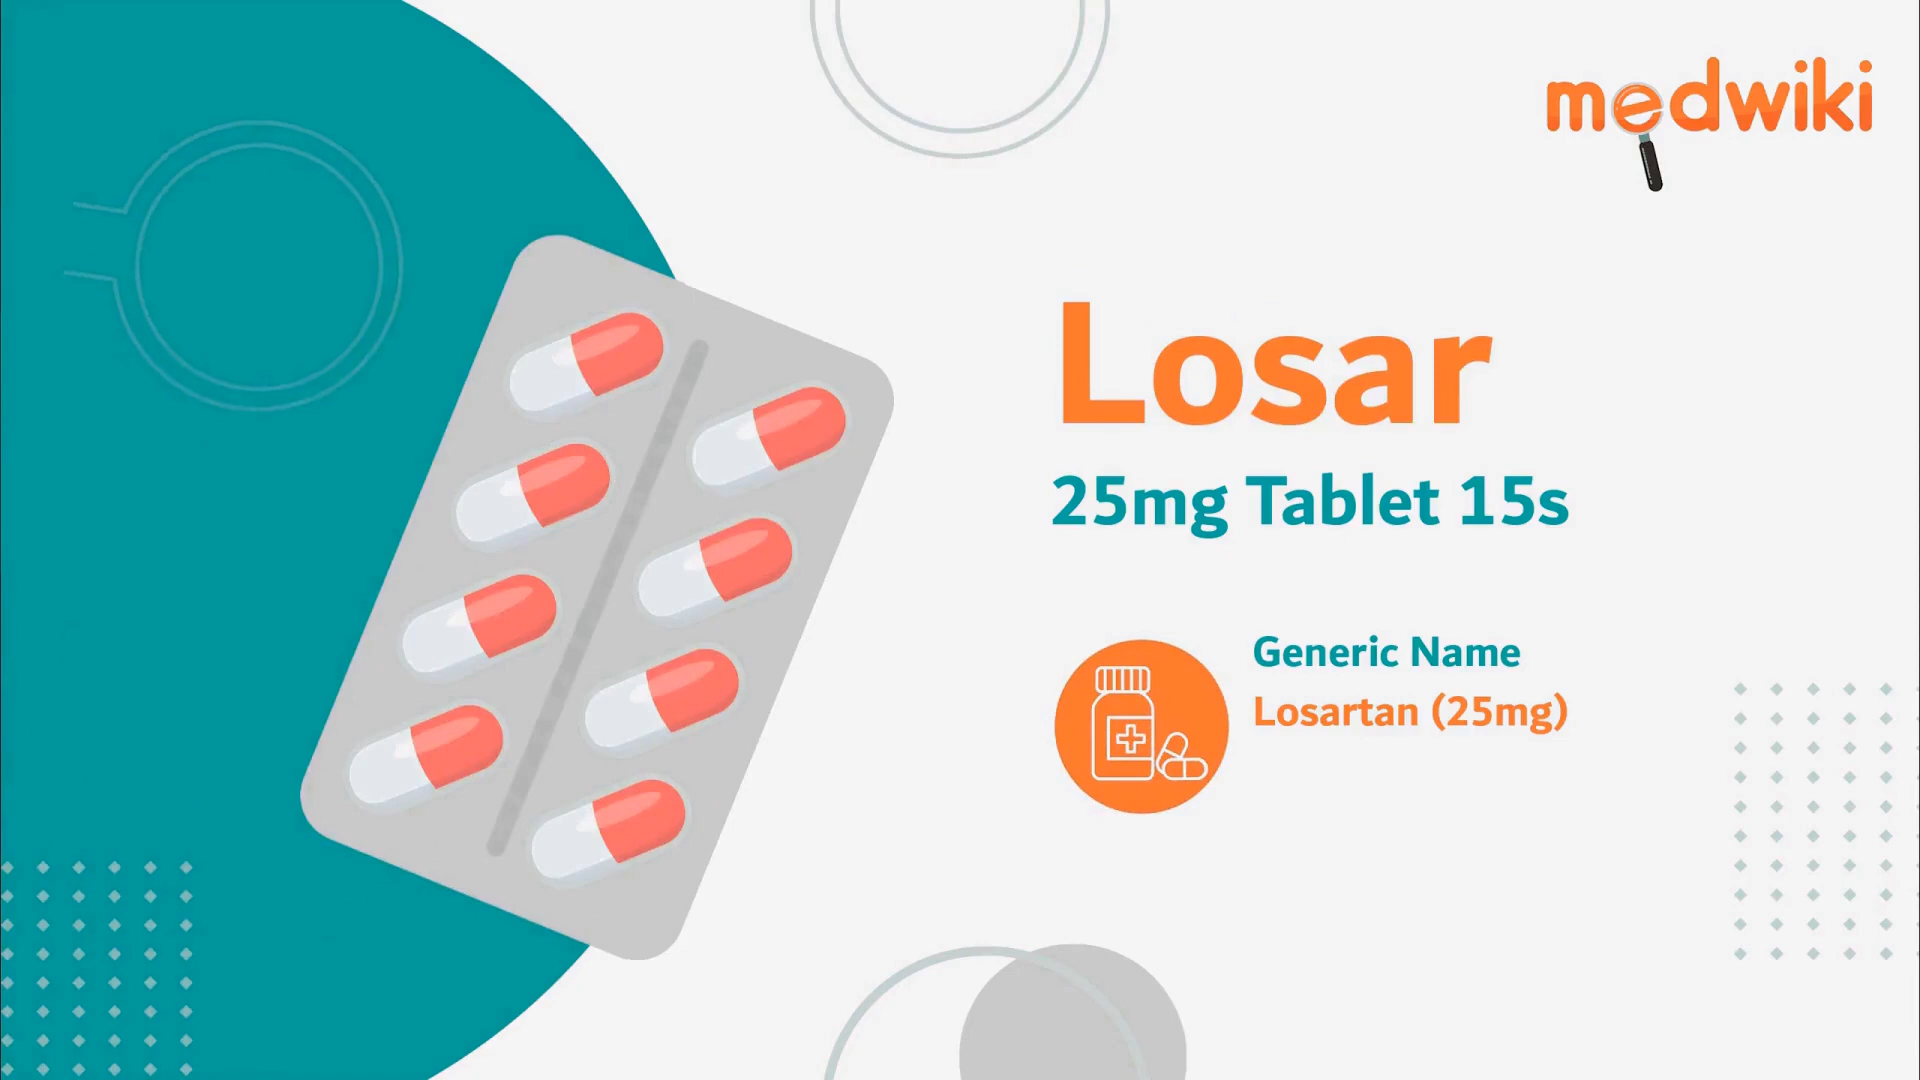 medwiki
Losar
25mg Tablet 15s
Generic Name
Losartan (25mg)